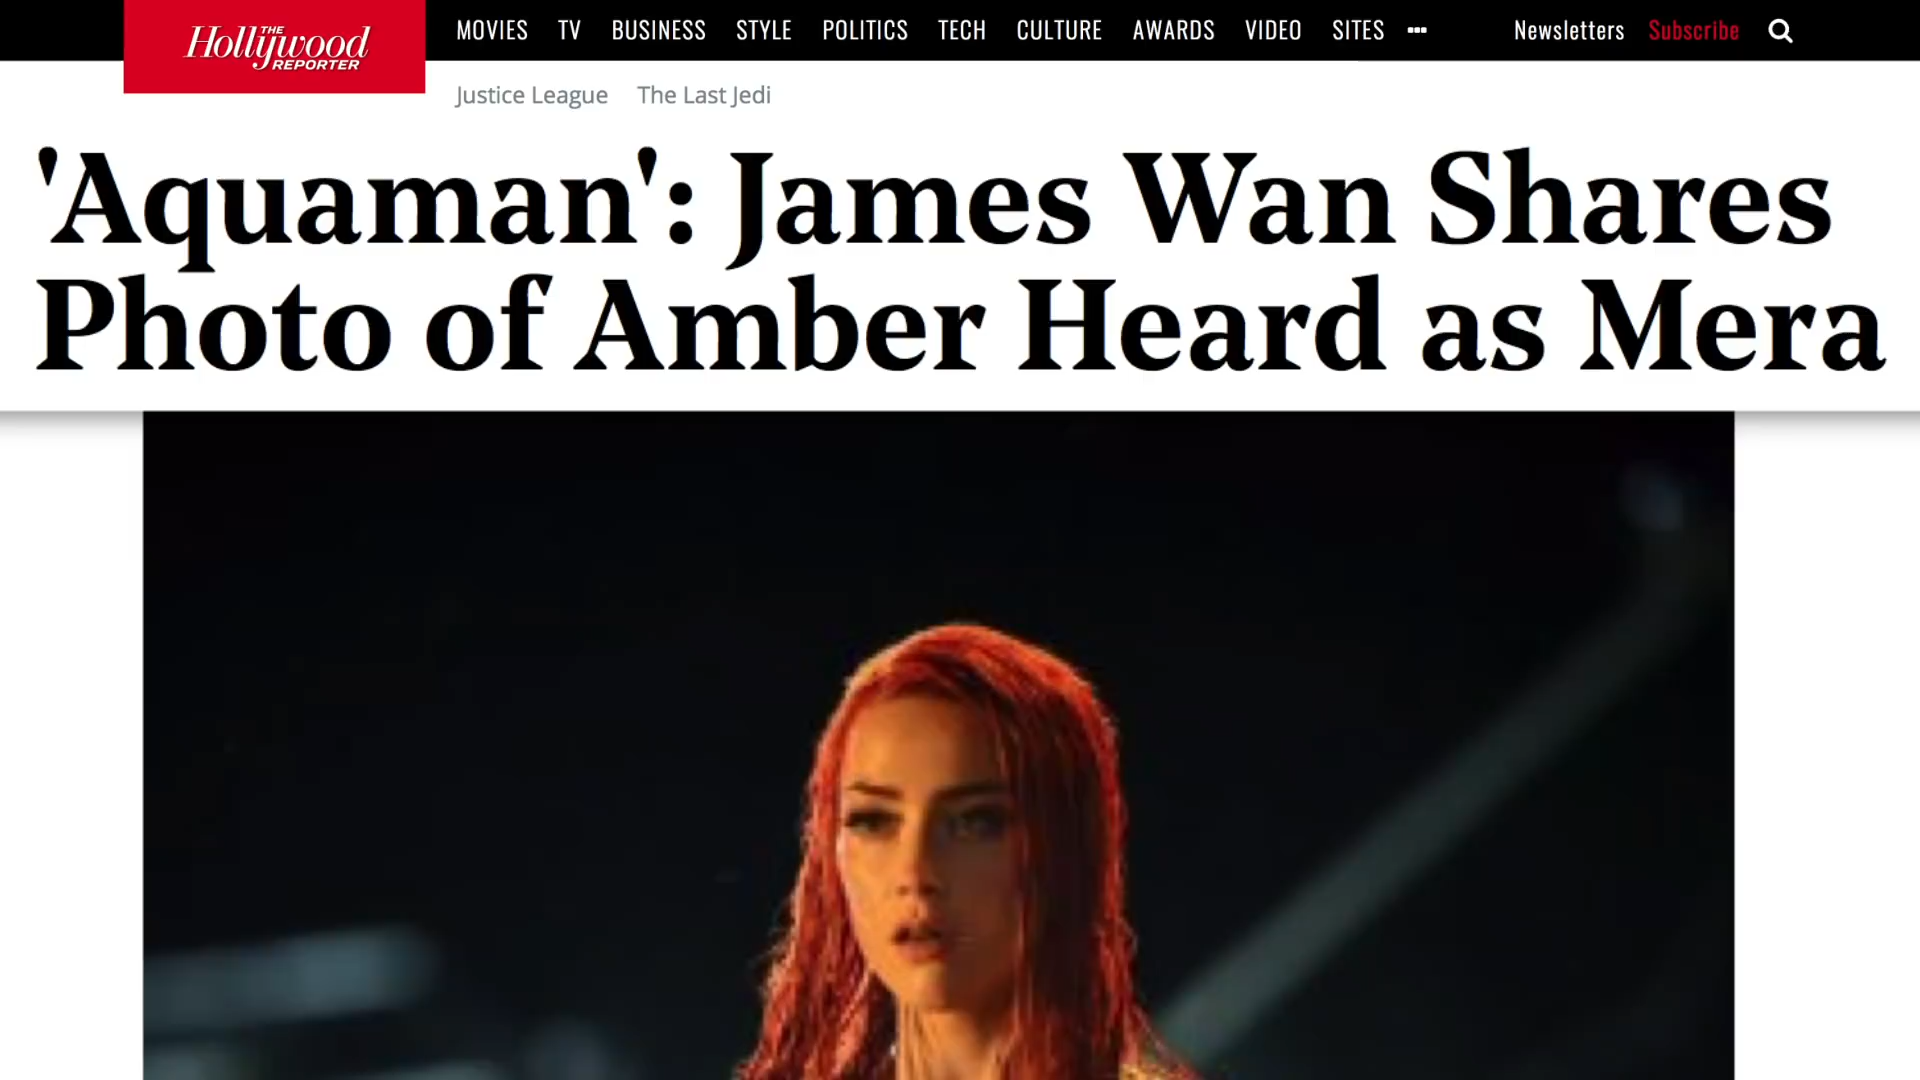 THE
Hollywood
REPORTER
MOVIES TV BUSINESS STYLE POLITICS TECH CULTURE AWARDS VIDEO SITES ••• Newsletters Subscribe
Justice League The Last Jedi
'Aquaman': James Wan Shares
Photo of Amber Heard as Mera